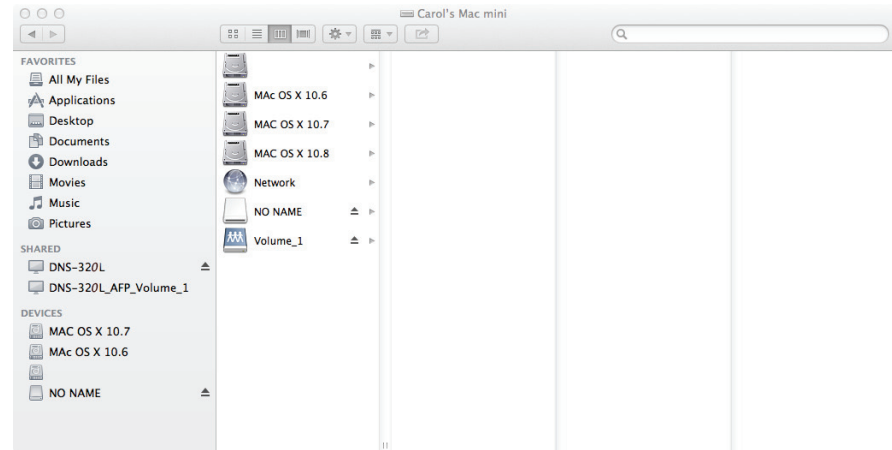 Carol's Mac mini
FAVORITES
All My Files
Applications
Desktop
Documents
Downloads
Movies
Music
Pictures
SHARED
DNS-320L
DNS-320L_AFP_Volume_1
DEVICES
MAC OS X 10.7
MAc OS X 10.6
NO NAME
MAc OS X 10.6
MAC OS X 10.7
MAC OS X 10.8
Network
NO NAME
Volume_1